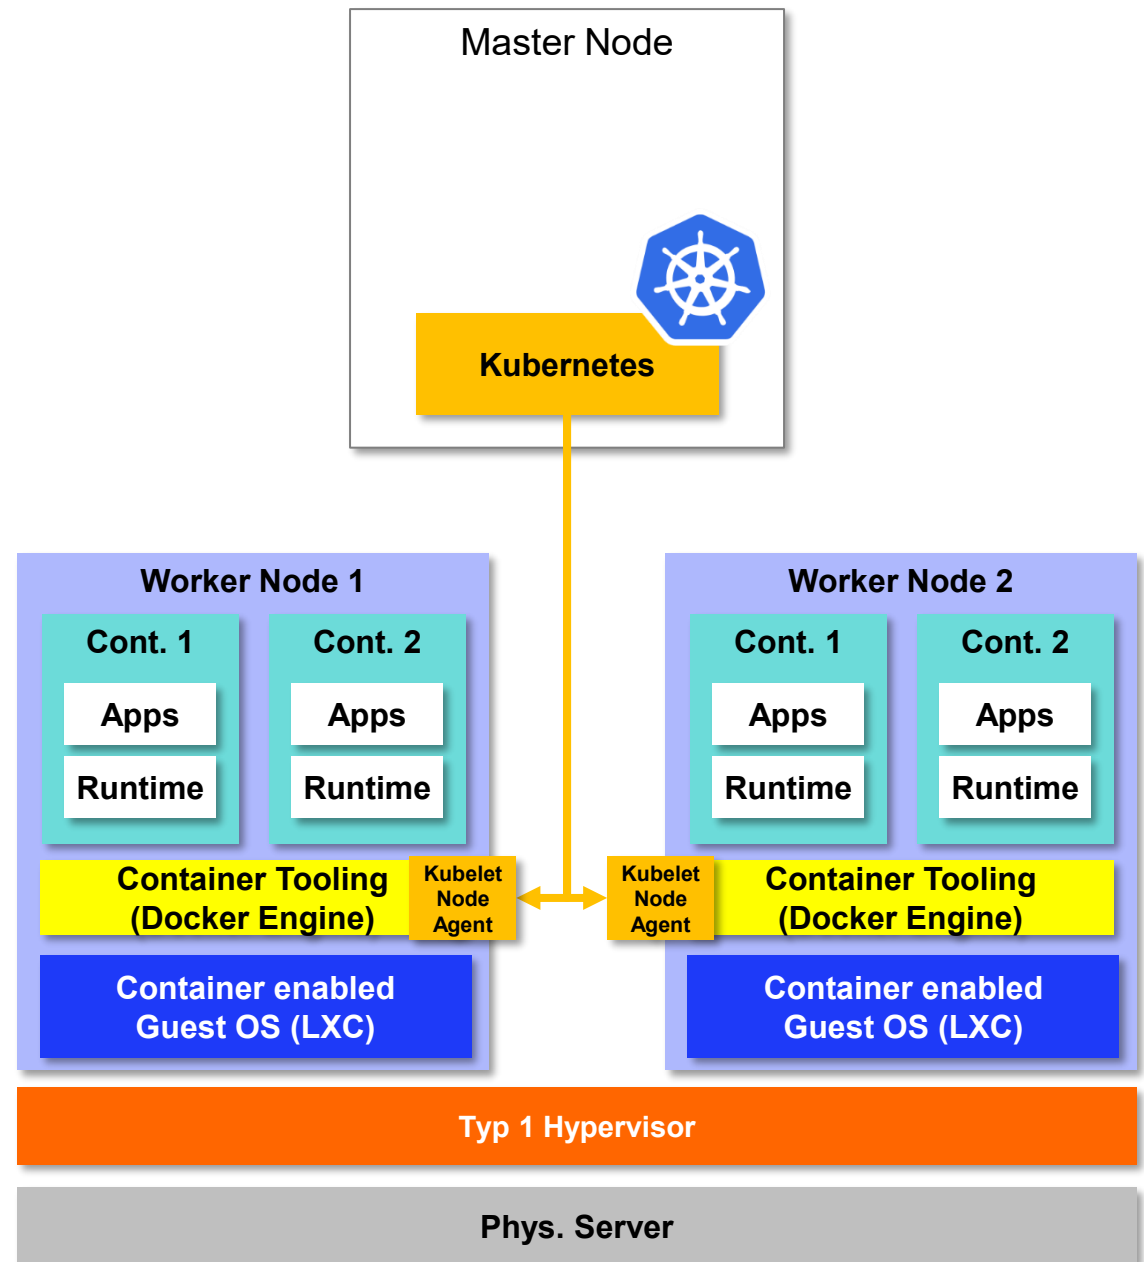 Master Node
Kubernetes
Worker Node 1
Cont. 1
Apps
Runtime
Cont. 2
Apps
Runtime
Container Tooling
(Docker Engine)
Kubelet
Node
Agent
Container enabled
Guest OS (LXC)
Worker Node 2
Cont. 1
Apps
Runtime
Cont. 2
Apps
Runtime
Kubelet
Node
Agent
Container Tooling
(Docker Engine)
Container enabled
Guest OS (LXC)
Typ 1 Hypervisor
Phys. Server